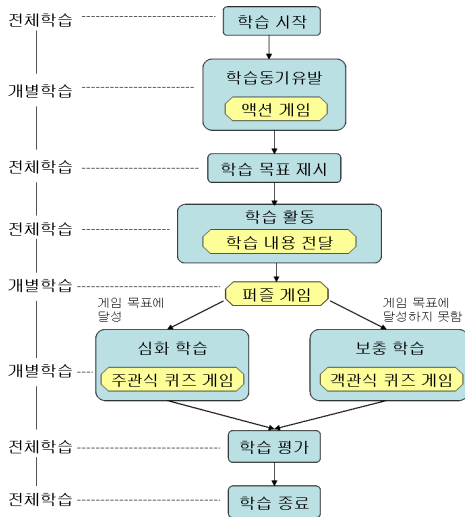 전체학습
학습 시작
개별학습
학습동기유발
액션 게임
전체학습
학습 목표 제시
전체학습
학습 활동
학습 내용 전달
개별학습
퍼즐 게임
게임 목표에
달성
게임 목표에
달성하지 못함
개별학습
심화 학습
주관식 퀴즈 게임
보충 학습
객관식 퀴즈 게임
전체학습
학습 평가
전체학습
학습 종료